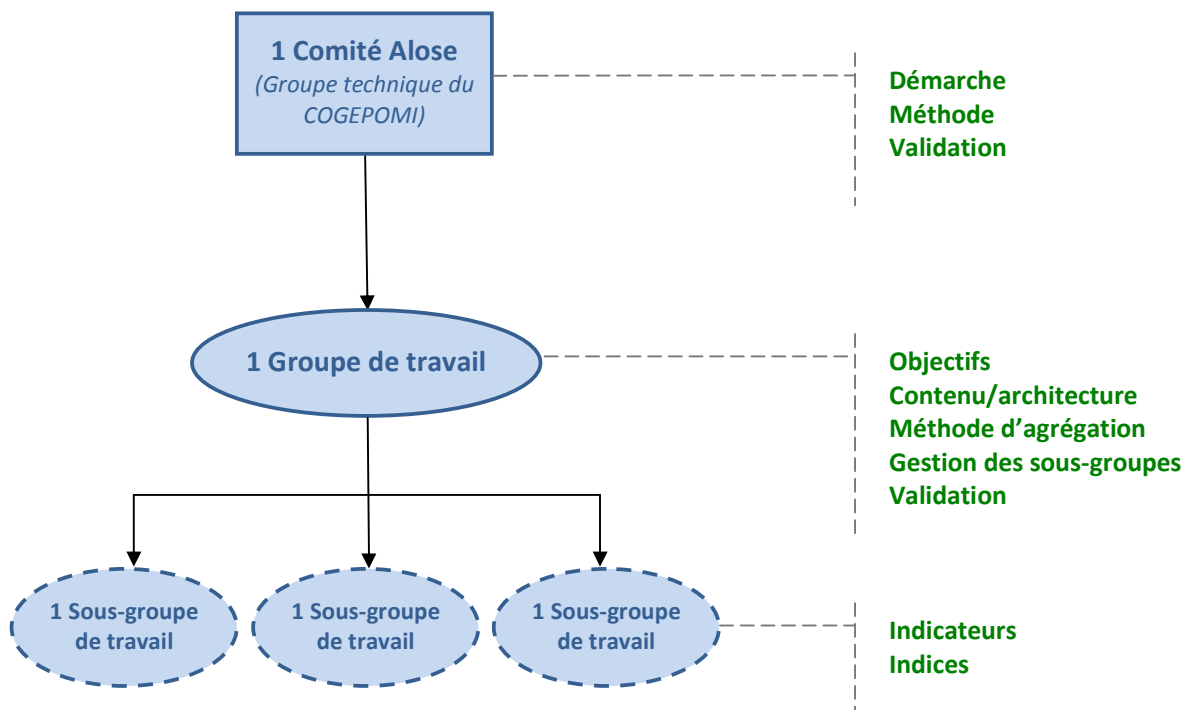 1 Comité Alose
(Groupe technique du
COGEPOMI)
Démarche
Méthode
Validation
1 Groupe de travail
Objectifs
Contenu/architecture
Méthode d’agrégation
Gestion des sous-groupes
Validation
1 Sous-groupe
de travail
1 Sous-groupe
de travail
1 Sous-groupe
de travail
Indicateurs
Indices